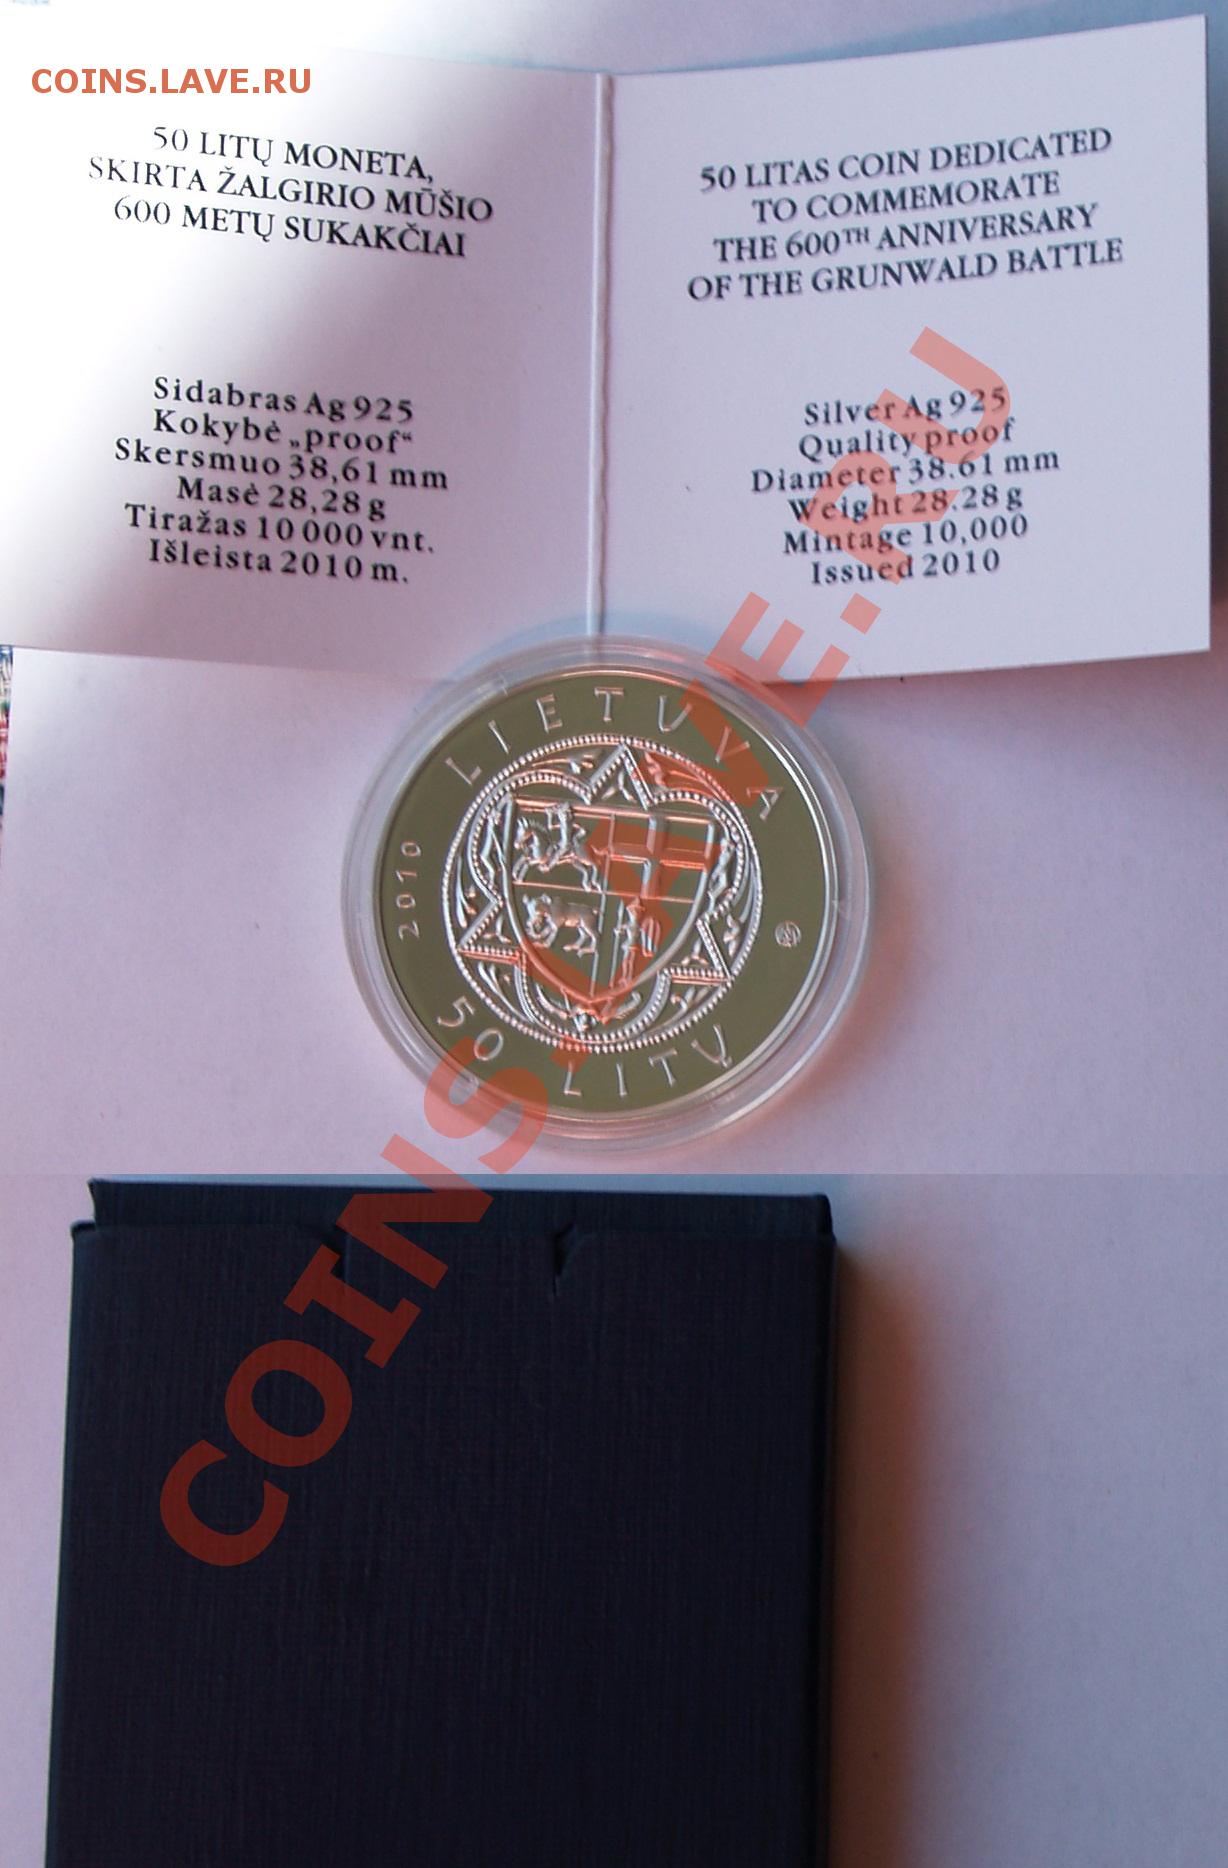 COINS.LAVE.RU
50 LITŲ MONETA,
SKIRTA ŽALGIRIO MŪŠIO
600 METŲ SUKAKČIAI
Sidabras Ag 925
Kokybė „proof“
Skersmuo 38,61 mm
Masė 28,28 g
Tiražas 10 000 vnt.
Išleista 2010 m.
50 LITAS COIN DEDICATED
TO COMMEMORATE
THE 600TH ANNIVERSARY
OF THE GRUNWALD BATTLE
Silver Ag 925
Quality proof
Diameter 38.61 mm
Weight 28.28 g
Mintage 10,000
Issued 2010
LIETUVA
2010
50 LITŲ
COINS.LAVE.RU